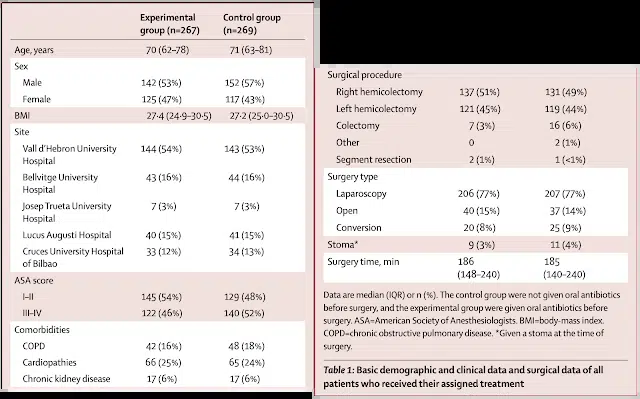 Experimental group (n=267) Control group (n=269)
Age, years 70 (62–78) 71 (63–81)
Sex
Male 142 (53%) 152 (57%)
Female 125 (47%) 117 (43%)
BMI 27·4 (24·9–30·5) 27·2 (25·0–30·5)
Site
Vall d'Hebron University 144 (54%) 143 (53%)
Hospital
Bellvitge University 43 (16%) 44 (16%)
Hospital
Josep Trueta University 7 (3%) 7 (3%)
Hospital
Lucus Augusti Hospital 40 (15%) 41 (15%)
Cruces University Hospital 33 (12%) 34 (13%)
of Bilbao
ASA score
I–II 145 (54%) 129 (48%)
III–IV 122 (46%) 140 (52%)
Comorbidities
COPD 42 (16%) 48 (18%)
Cardiopathies 66 (25%) 65 (24%)
Chronic kidney disease 17 (6%) 17 (6%)
Surgical procedure
Right hemicolectomy 137 (51%) 131 (49%)
Left hemicolectomy 121 (45%) 119 (44%)
Colectomy 7 (3%) 16 (6%)
Other 0 2 (1%)
Segment resection 2 (1%) 1 (<1%)
Surgery type
Laparoscopy 206 (77%) 207 (77%)
Open 40 (15%) 37 (14%)
Conversion 20 (8%) 25 (9%)
Stoma* 9 (3%) 11 (4%)
Surgery time, min 186 185
(148–240) (140–240)
Data are median (IQR) or n (%). The control group were not given oral antibiotics
before surgery, and the experimental group were given oral antibiotics before
surgery. ASA=American Society of Anesthesiologists. BMI=body-mass index.
COPD=chronic obstructive pulmonary disease. *Given a stoma at the time of
surgery.
Table 1: Basic demographic and clinical data and surgical data of all
patients who received their assigned treatment